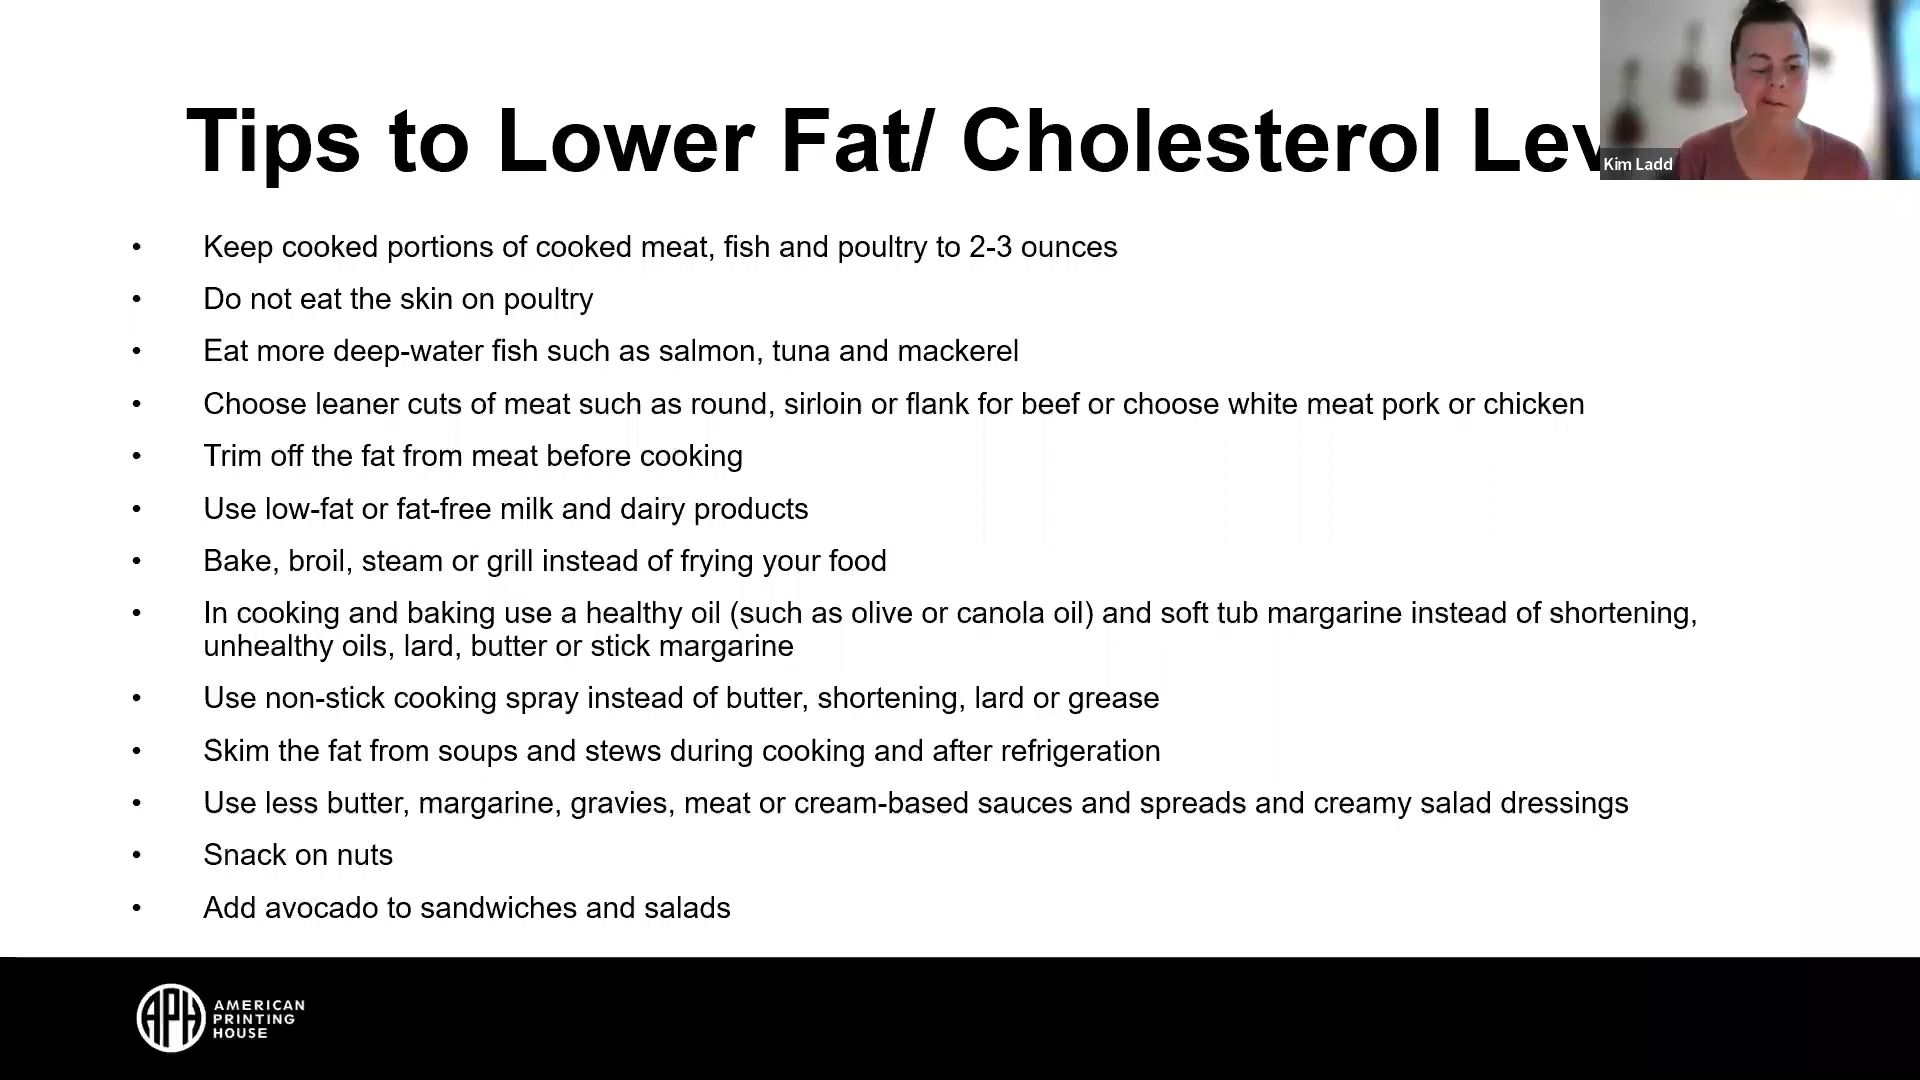 Tips to Lower Fat/ Cholesterol Lev
Kim Ladd
• Keep cooked portions of cooked meat, fish and poultry to 2-3 ounces
• Do not eat the skin on poultry
• Eat more deep-water fish such as salmon, tuna and mackerel
• Choose leaner cuts of meat such as round, sirloin or flank for beef or choose white meat pork or chicken
• Trim off the fat from meat before cooking
• Use low-fat or fat-free milk and dairy products
• Bake, broil, steam or grill instead of frying your food
• In cooking and baking use a healthy oil (such as olive or canola oil) and soft tub margarine instead of shortening,
unhealthy oils, lard, butter or stick margarine
• Use non-stick cooking spray instead of butter, shortening, lard or grease
• Skim the fat from soups and stews during cooking and after refrigeration
• Use less butter, margarine, gravies, meat or cream-based sauces and spreads and creamy salad dressings
• Snack on nuts
• Add avocado to sandwiches and salads
APH
AMERICAN
PRINTING
HOUSE